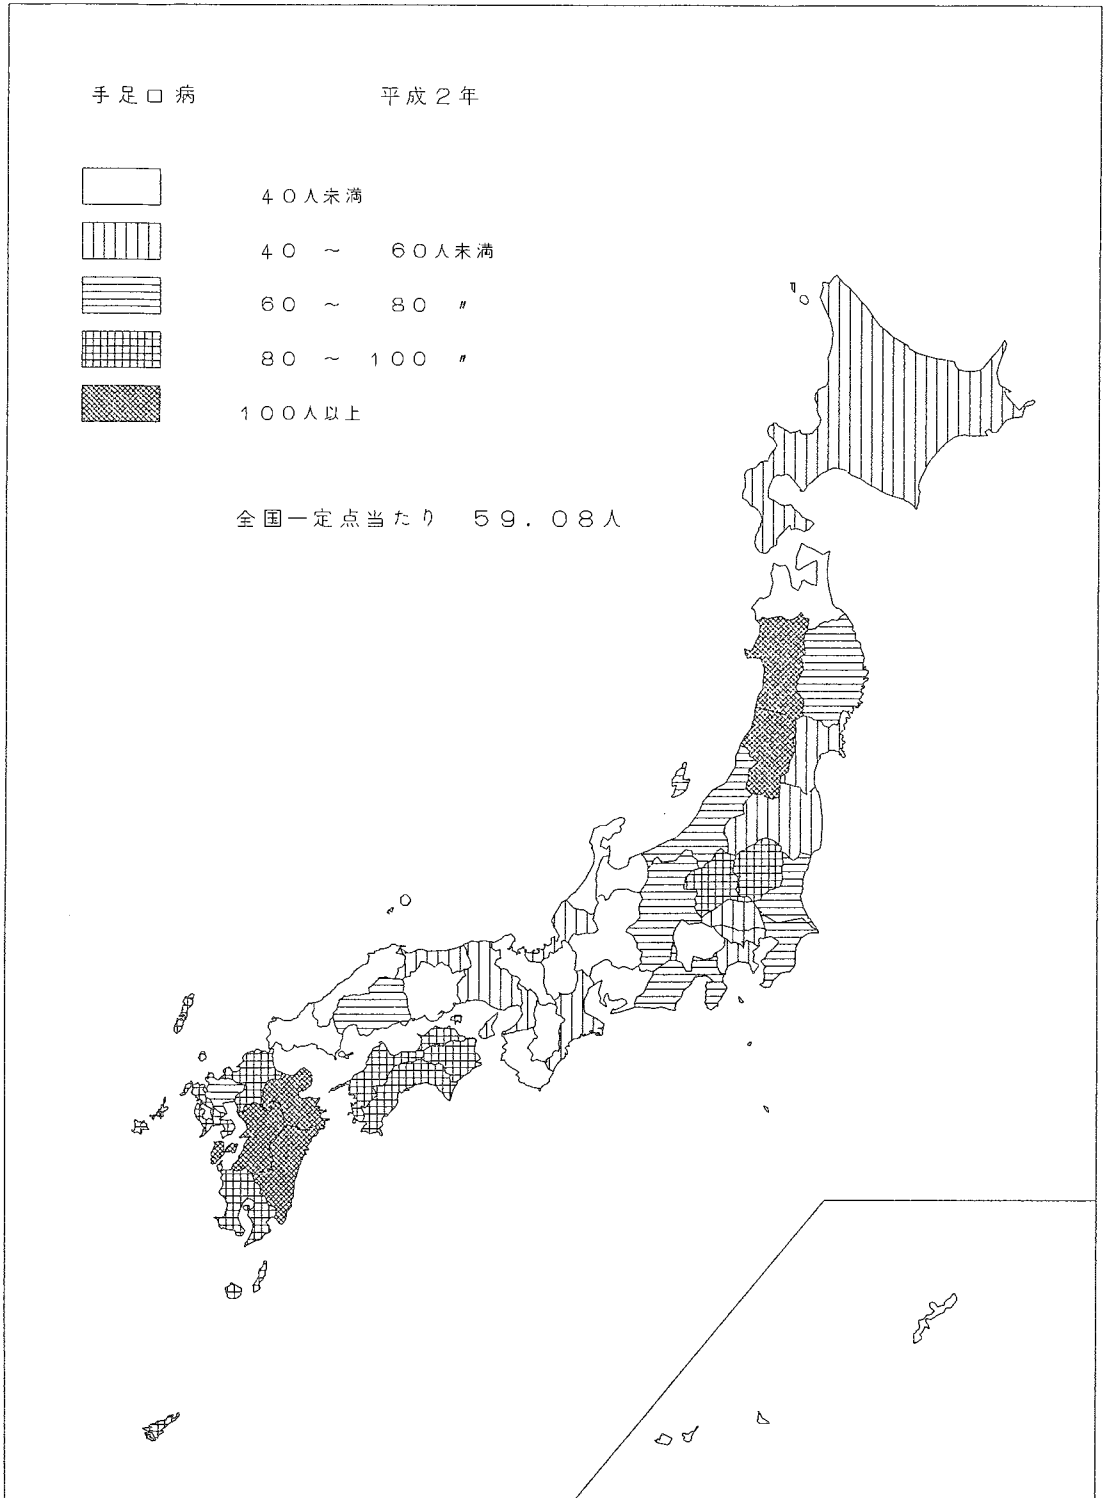 手足口病　平成２年
４０人未満
４０ ～ ６０人未満
６０ ～ ８０ 〃
８０ ～ １００ 〃
１００人以上
全国一定点当たり　５９．０８人